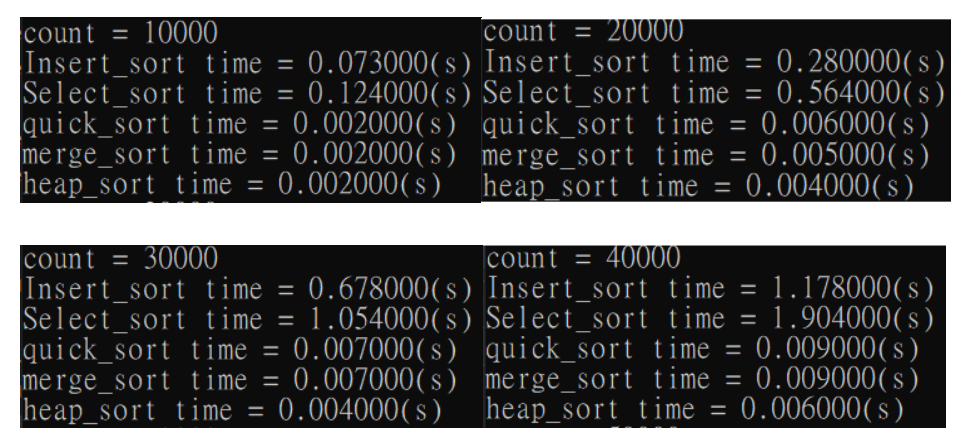 count = 10000
Insert_sort time = 0.073000(s)
Select_sort time = 0.124000(s)
quick_sort time = 0.002000(s)
merge_sort time = 0.002000(s)
heap_sort time = 0.002000(s)
count = 20000
Insert_sort time = 0.280000(s)
Select_sort time = 0.564000(s)
quick_sort time = 0.006000(s)
merge_sort time = 0.005000(s)
heap_sort time = 0.004000(s)
count = 30000
Insert_sort time = 0.678000(s)
Select_sort time = 1.054000(s)
quick_sort time = 0.007000(s)
merge_sort time = 0.007000(s)
heap_sort time = 0.004000(s)
count = 40000
Insert_sort time = 1.178000(s)
Select_sort time = 1.904000(s)
quick_sort time = 0.009000(s)
merge_sort time = 0.009000(s)
heap_sort time = 0.006000(s)